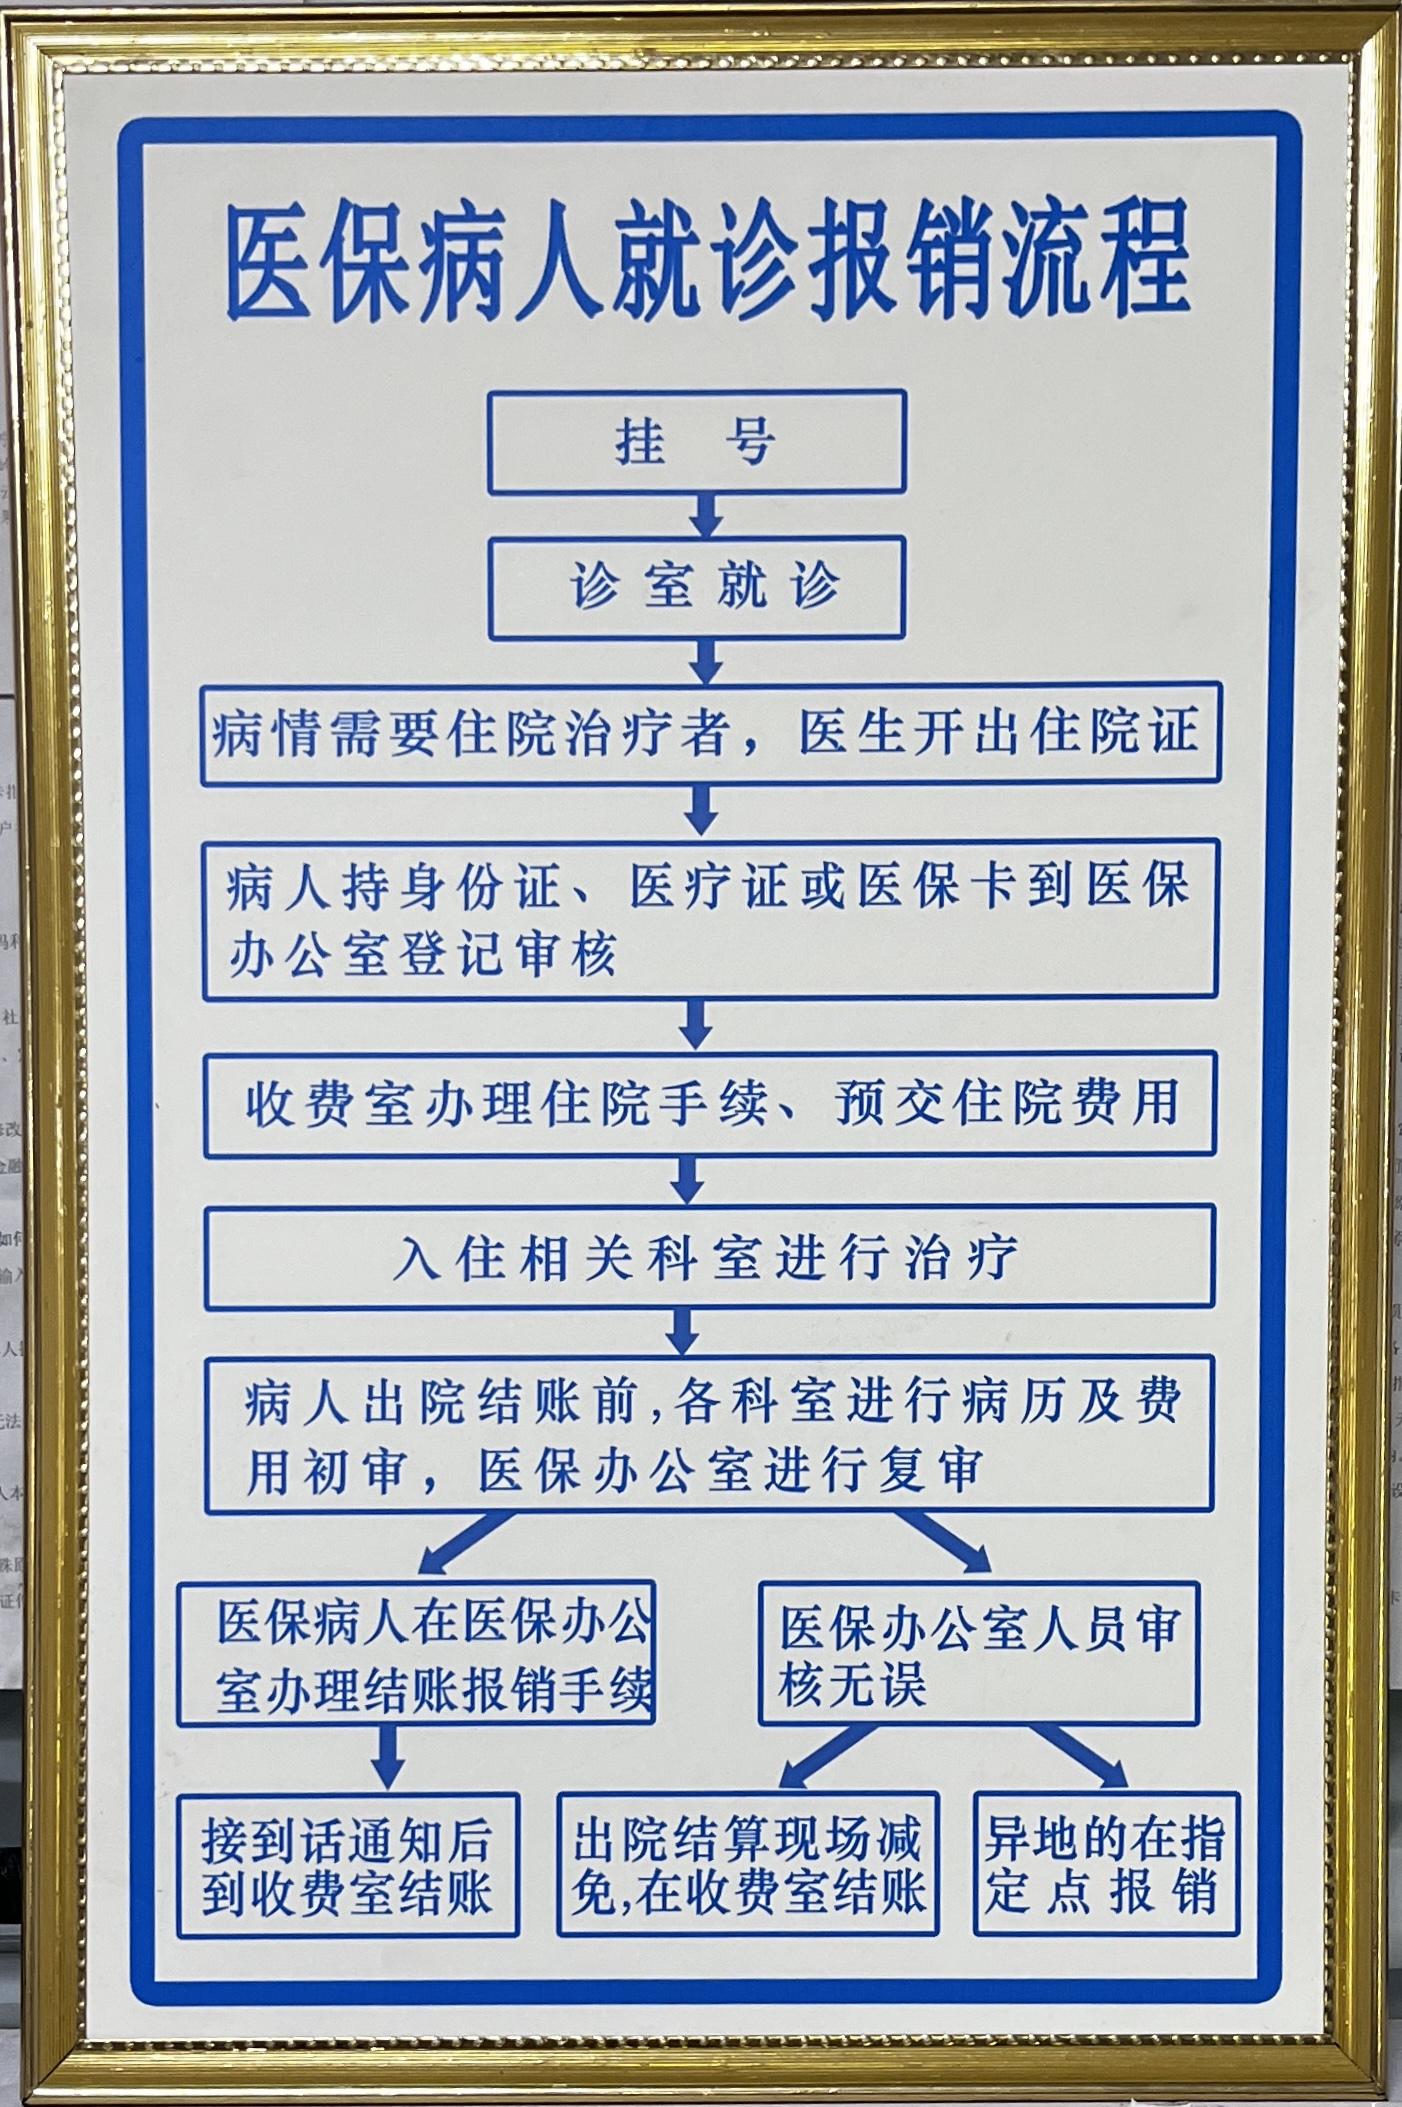 医保病人就诊报销流程
挂 号
诊室就诊
病情需要住院治疗者，医生开出住院证
病人持身份证、医疗证或医保卡到医保
办公室登记审核
收费室办理住院手续、预交住院费用
入住相关科室进行治疗
病人出院结账前,各科室进行病历及费
用初审，医保办公室进行复审
医保病人在医保办公
室办理结账报销手续
医保办公室人员审
核无误
接到话通知后
到收费室结账
出院结算现场减
免,在收费室结账
异地的在指
定点报销